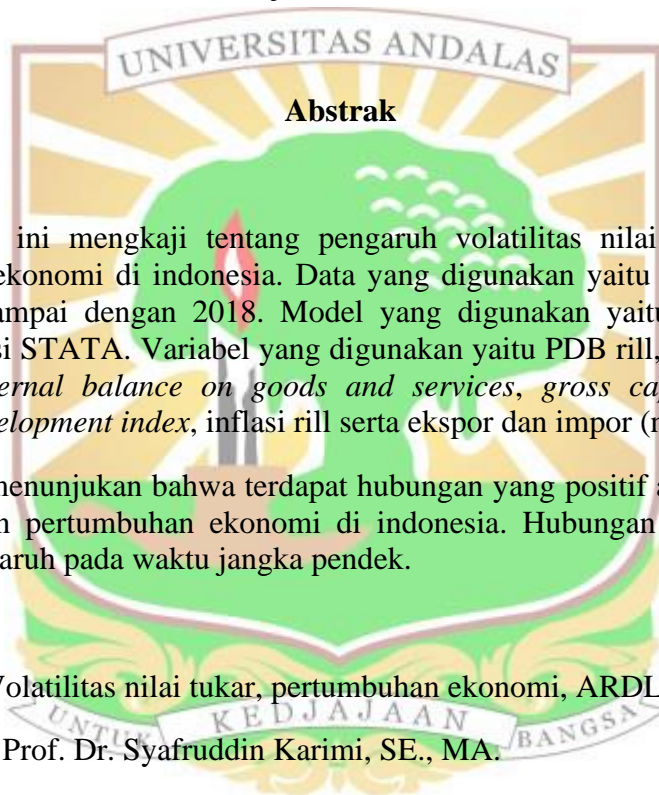 UNIVERSITAS ANDALAS
Abstrak
ini mengkaji tentang pengaruh volatilitas nilai
ekonomi di indonesia. Data yang digunakan yaitu
ampai dengan 2018. Model yang digunakan yaitu
si STATA. Variabel yang digunakan yaitu PDB rill,
ernal balance on goods and services, gross ca
elopment index, inflasi rill serta ekspor dan impor (n
nenunjukan bahwa terdapat hubungan yang positif a
n pertumbuhan ekonomi di indonesia. Hubungan
aruh pada waktu jangka pendek.
Volatilitas nilai tukar, pertumbuhan ekonomi, ARDL
UNTUK KEDJAJAAN BANGSA
Prof. Dr. Syafruddin Karimi, SE., MA.